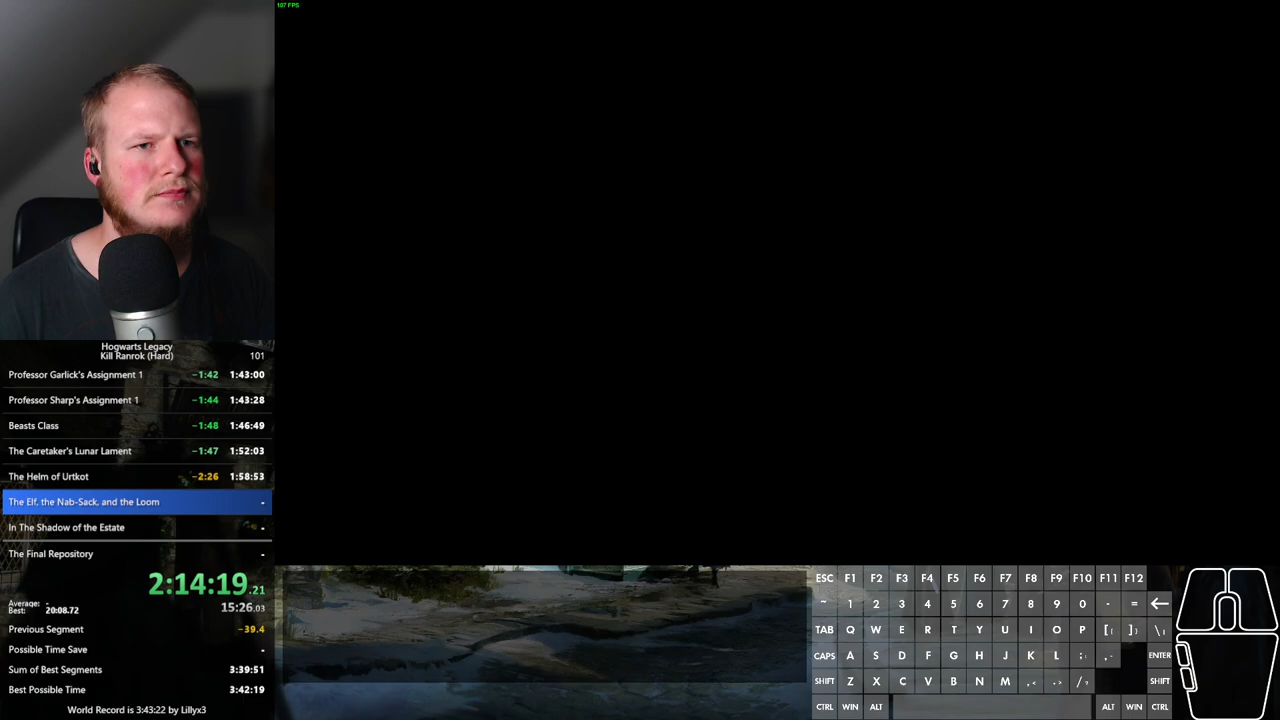 107 FPS
Hogwarts Legacy
Kill Ranrok (Hard) 101
Professor Garlick's Assignment 1 -1:42 1:43:00
Professor Sharp's Assignment 1 -1:44 1:43:28
Beasts Class -1:48 1:46:49
The Caretaker's Lunar Lament -1:47 1:52:03
The Helm of Urtkot -2:26 1:58:53
The Elf, the Nab-Sack, and the Loom -
In The Shadow of the Estate -
The Final Repository -
2:14:19.21
Average: -
Best: 20:08.72 15:26.03
Previous Segment -39.4
Possible Time Save -
Sum of Best Segments 3:39:51
Best Possible Time 3:42:19
World Record is 3:43:22 by Lillyx3
ESC F1 F2 F3 F4 F5 F6 F7 F8 F9 F10 F11 F12
~ 1 2 3 4 5 6 7 8 9 0 - = ←
TAB Q W E R T Y U I O P [{ ]} \|
CAPS A S D F G H J K L ;: ,- ENTER
SHIFT Z X C V B N M ,< .> /? SHIFT
CTRL WIN ALT ALT WIN CTRL